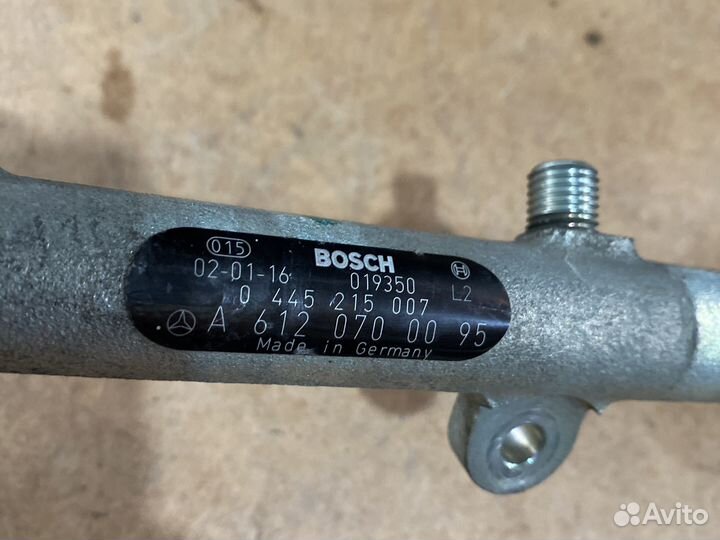 015
BOSCH
02-01-16 019350
0 445 215 007 L2
A 612 070 00 95
Made in Germany
Avito